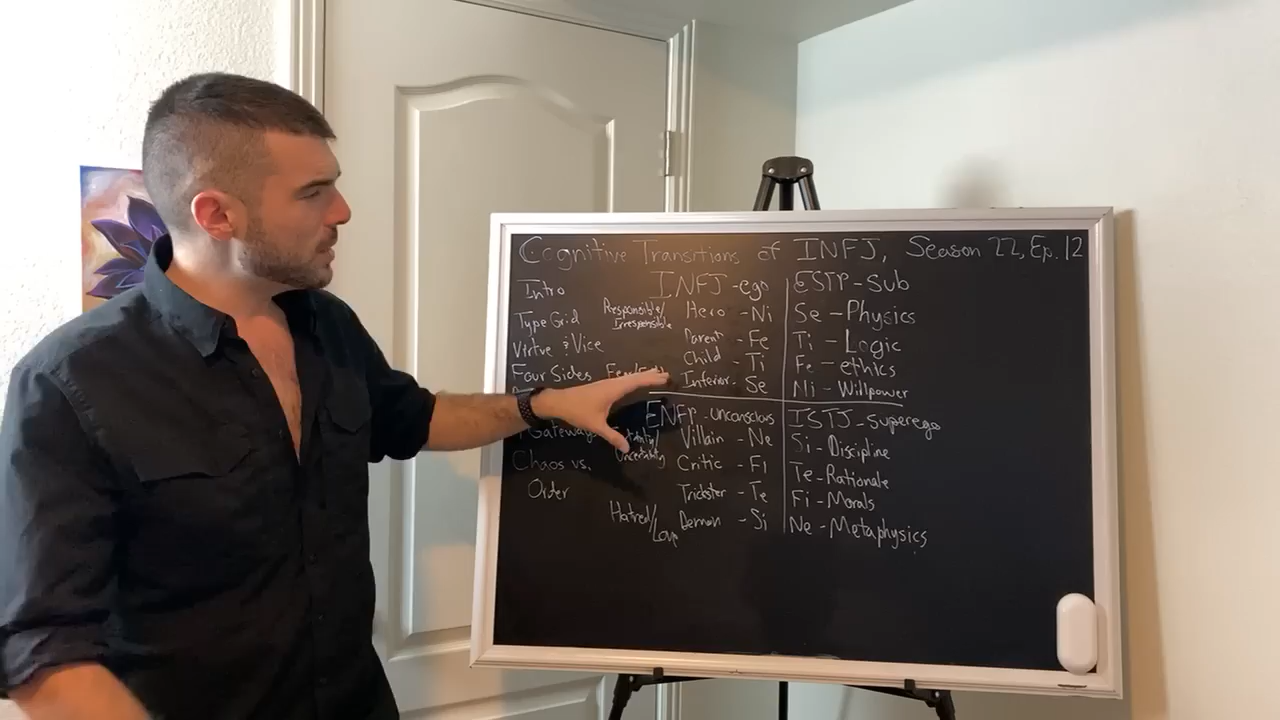 Cognitive Transitions of INFJ, Season 22, Ep. 12
Intro
Type Grid
Virtue & Vice
Four Sides
Gateways
Chaos vs.
Order
INFJ - ego
Responsible/
Irresponsible
Hero - Ni
Parent - Fe
Child - Ti
Inferior - Se
ESTP - Sub
Se - Physics
Ti - Logic
Fe - ethics
Ni - Willpower
ENFP - Unconscious
Villain - Ne
Uncertainty
Critic - Fi
Trickster - Te
Hatred/
Love
Demon - Si
ISTJ - Superego
Si - Discipline
Te - Rationale
Fi - Morals
Ne - Metaphysics